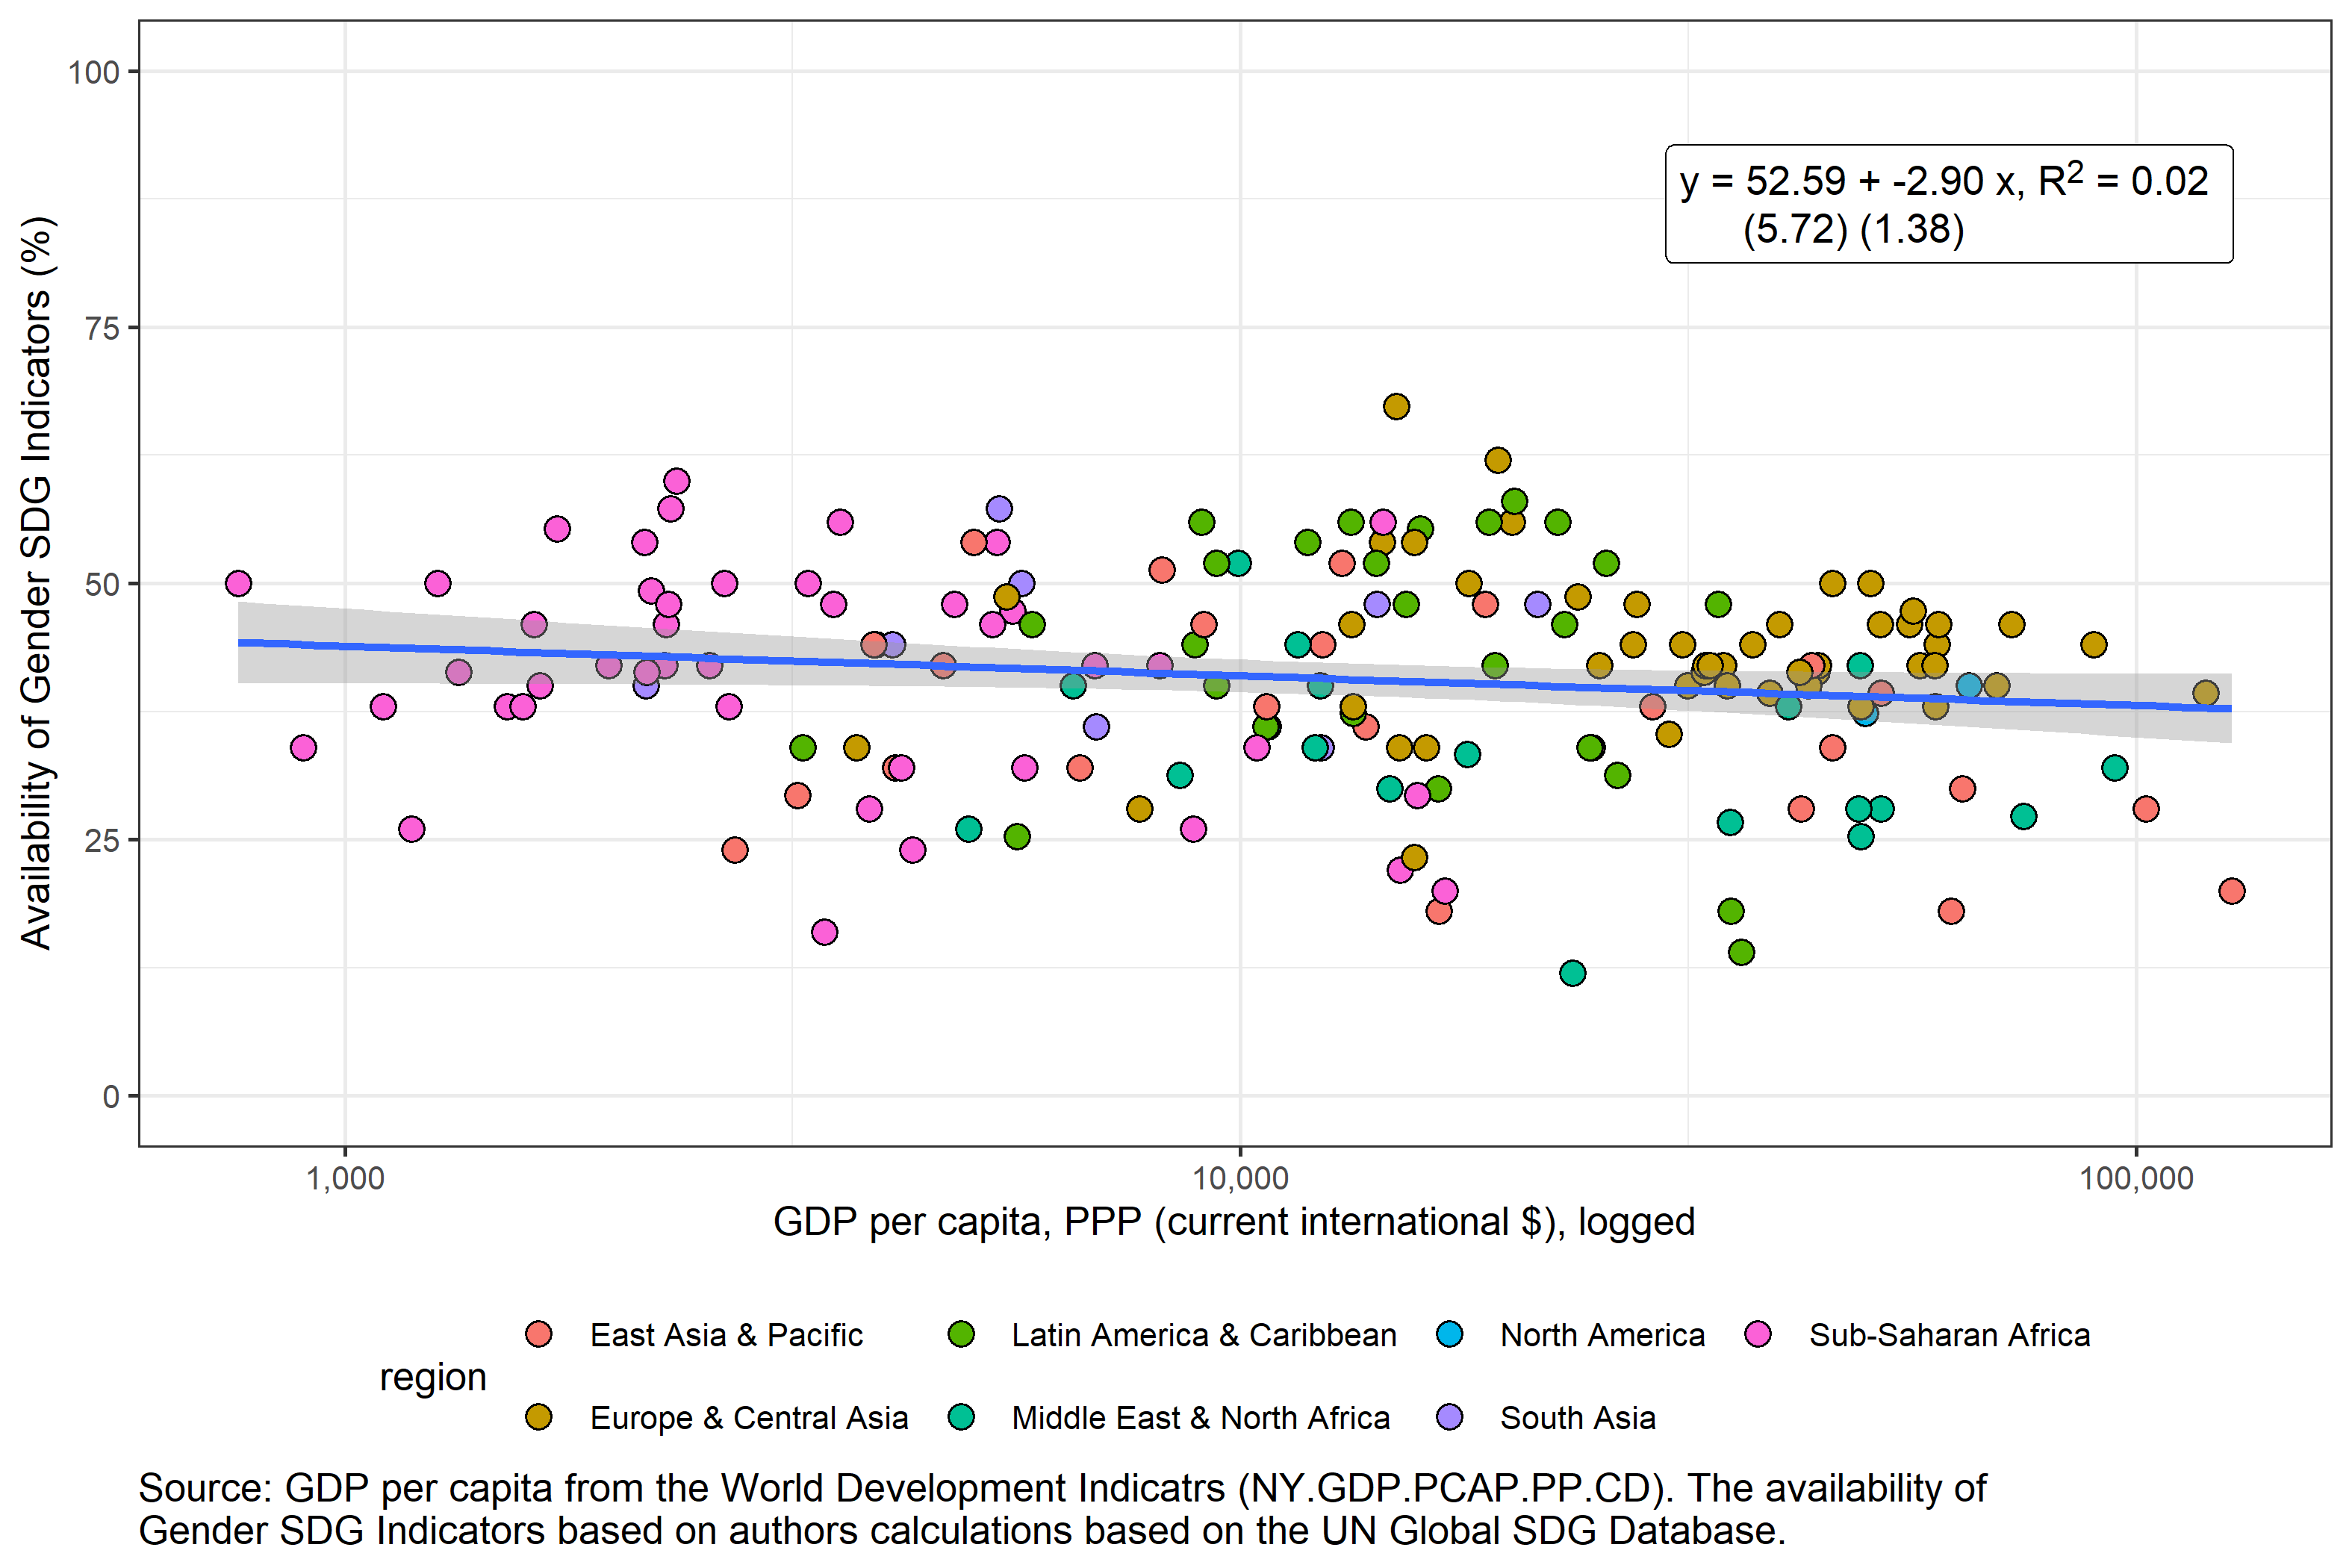 100
75
50
25
0
Availability of Gender SDG Indicators (%)
y = 52.59 + -2.90 x, R² = 0.02
(5.72) (1.38)
1,000
10,000
100,000
GDP per capita, PPP (current international $), logged
region
East Asia & Pacific
Latin America & Caribbean
North America
Sub-Saharan Africa
Europe & Central Asia
Middle East & North Africa
South Asia
Source: GDP per capita from the World Development Indicatrs (NY.GDP.PCAP.PP.CD). The availability of
Gender SDG Indicators based on authors calculations based on the UN Global SDG Database.